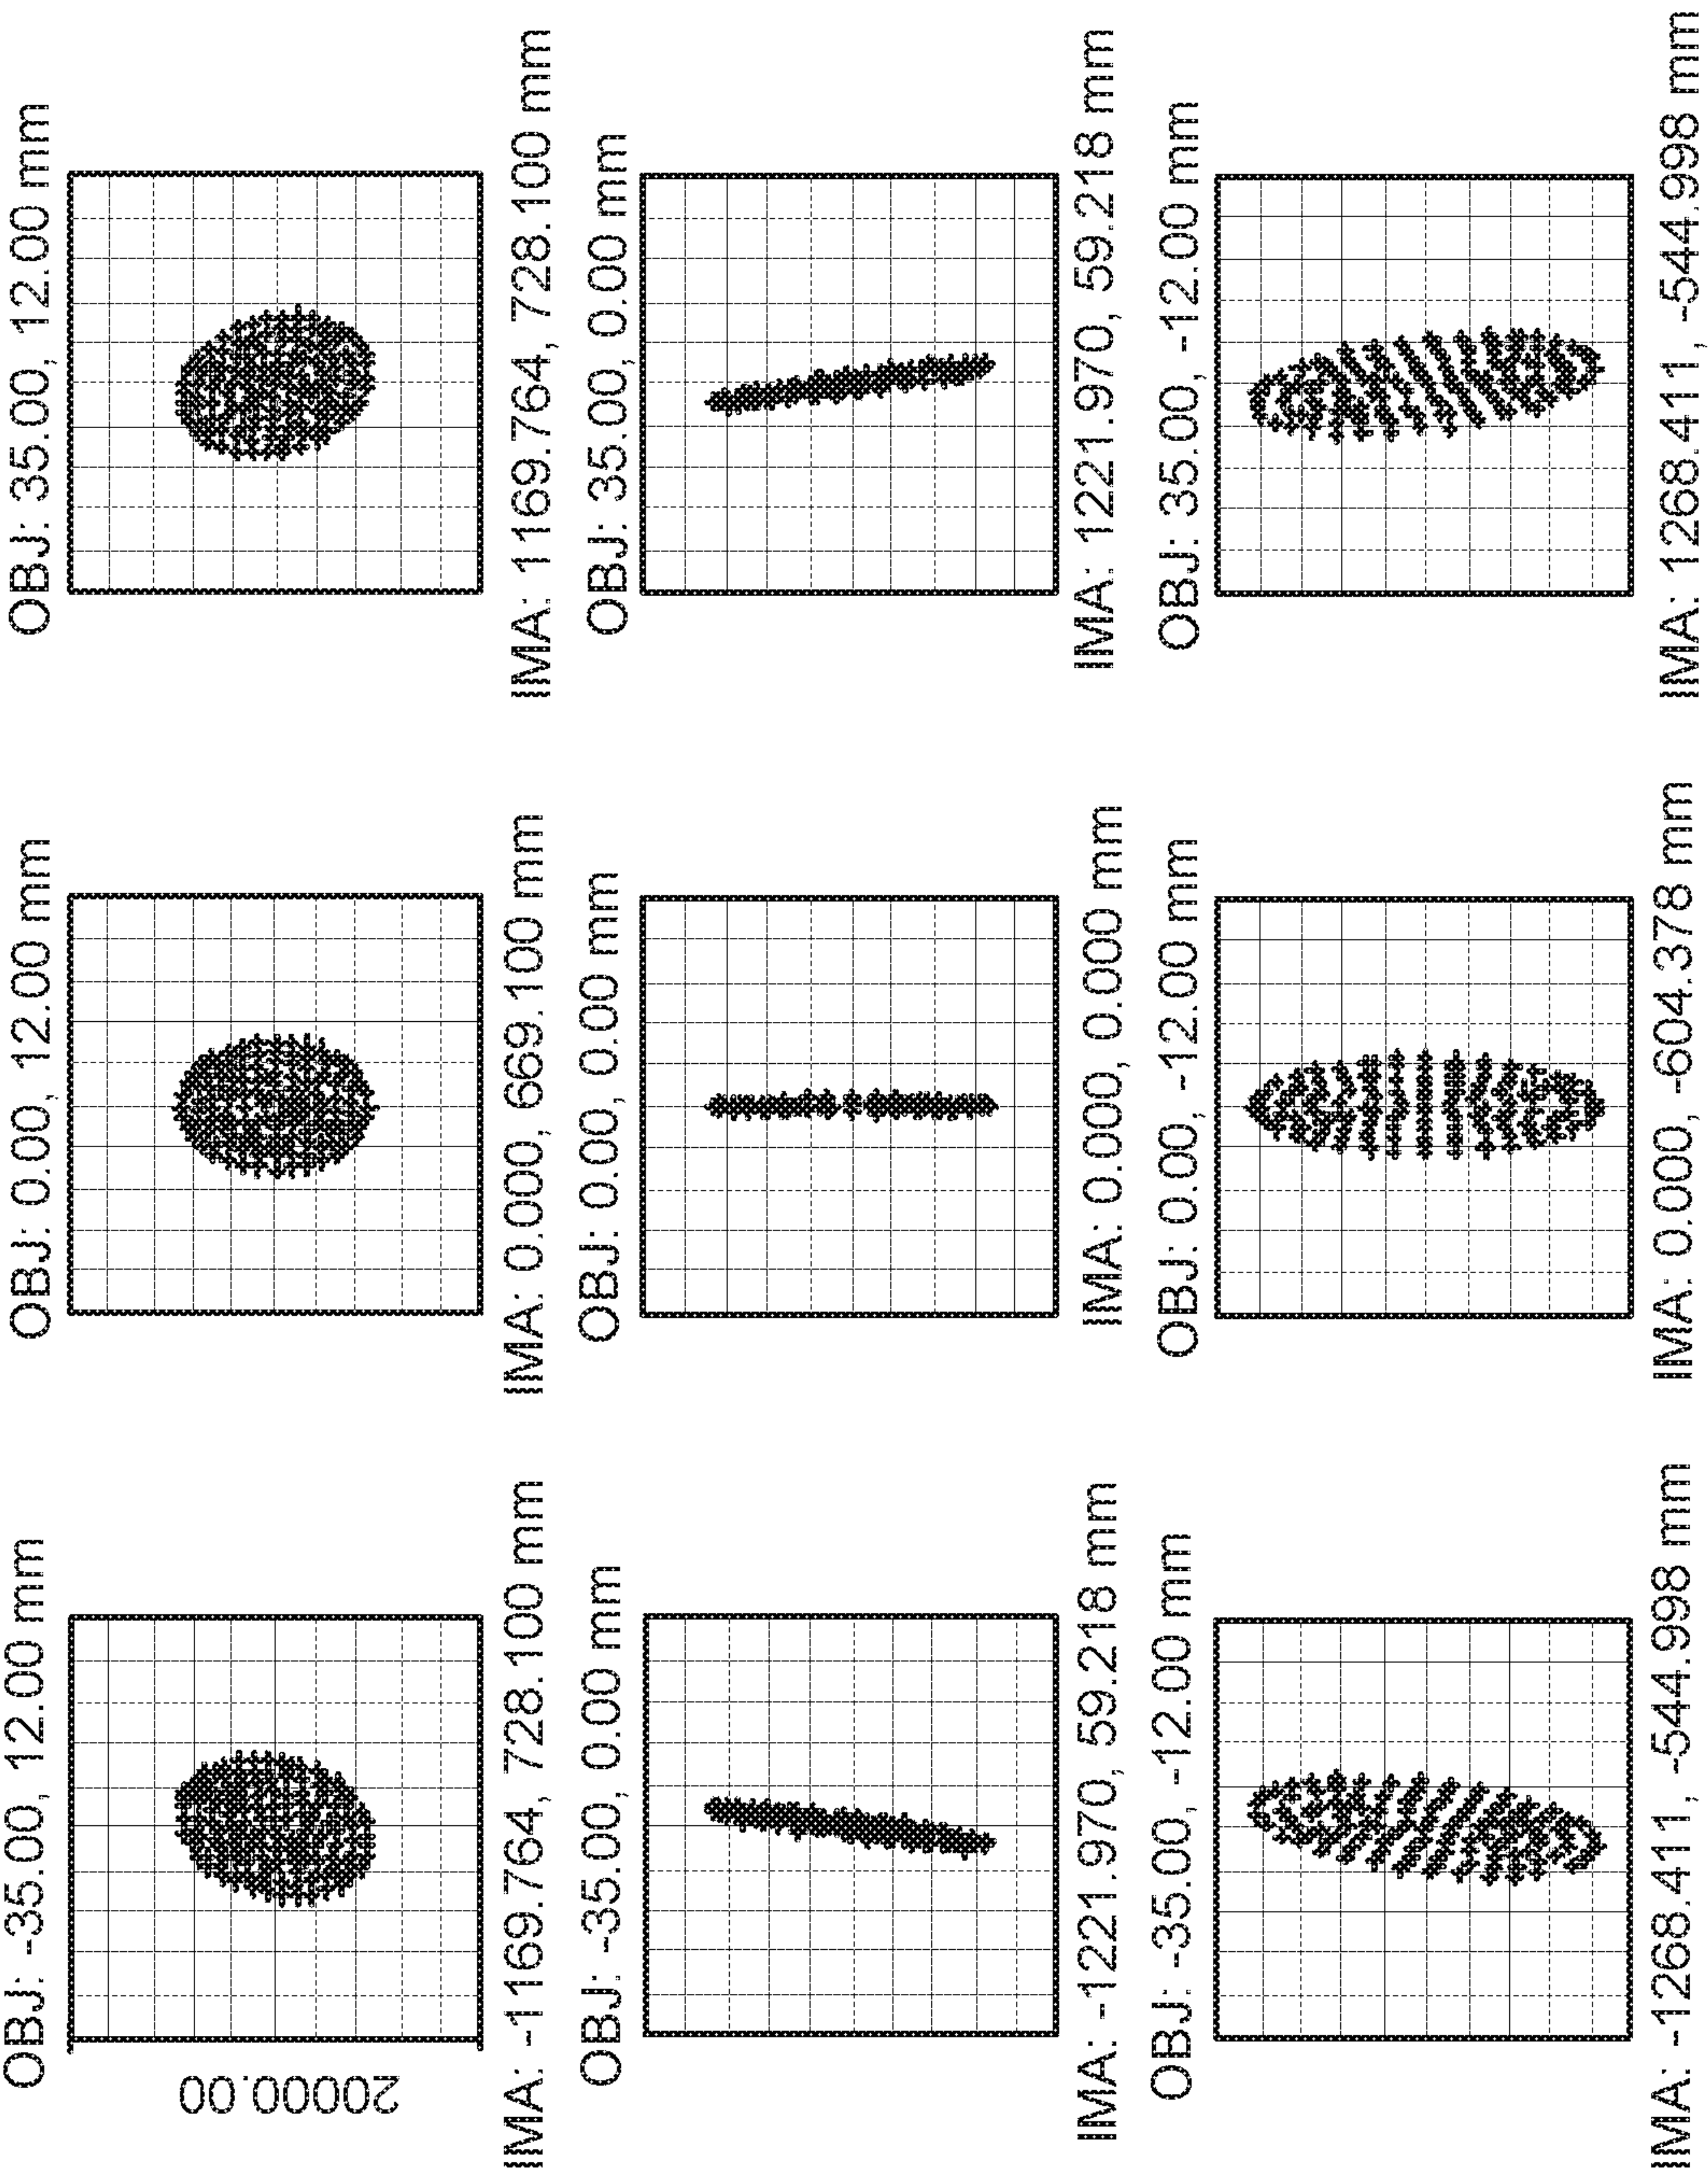 OBJ: -35.00, 12.00 mm
OBJ: 0.00, 12.00 mm
OBJ: 35.00, 12.00 mm
20000.00
IMA: -1169.764, 728.100 mm
IMA: 0.000, 669.100 mm
IMA: 1169.764, 728.100 mm
OBJ: -35.00, 0.00 mm
OBJ: 0.00, 0.00 mm
OBJ: 35.00, 0.00 mm
IMA: -1221.970, 59.218 mm
IMA: 0.000, 0.000 mm
IMA: 1221.970, 59.218 mm
OBJ: -35.00, -12.00 mm
OBJ: 0.00, -12.00 mm
OBJ: 35.00, -12.00 mm
IMA: -1268.411, -544.998 mm
IMA: 0.000, -604.378 mm
IMA: 1268.411, -544.998 mm